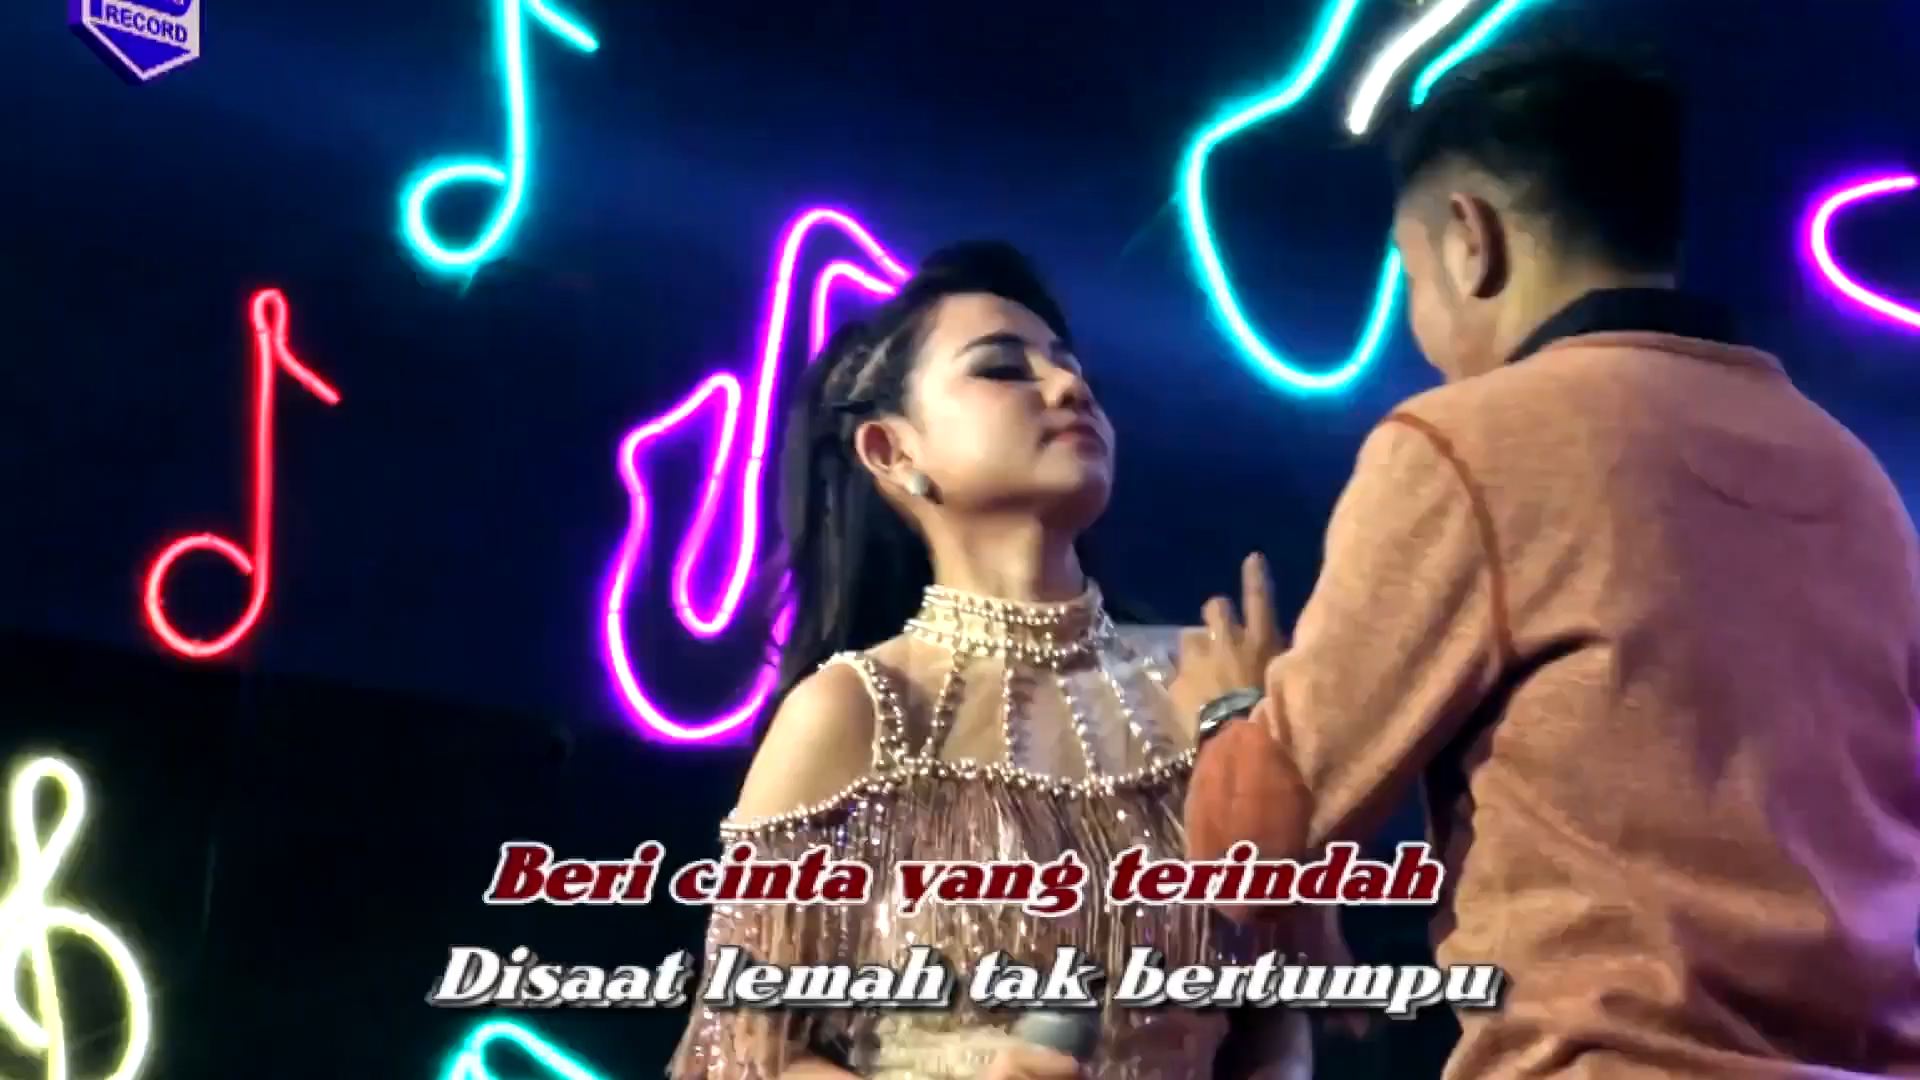 RECORD
Beri cinta yang terindah
Disaat lemah tak bertumpu